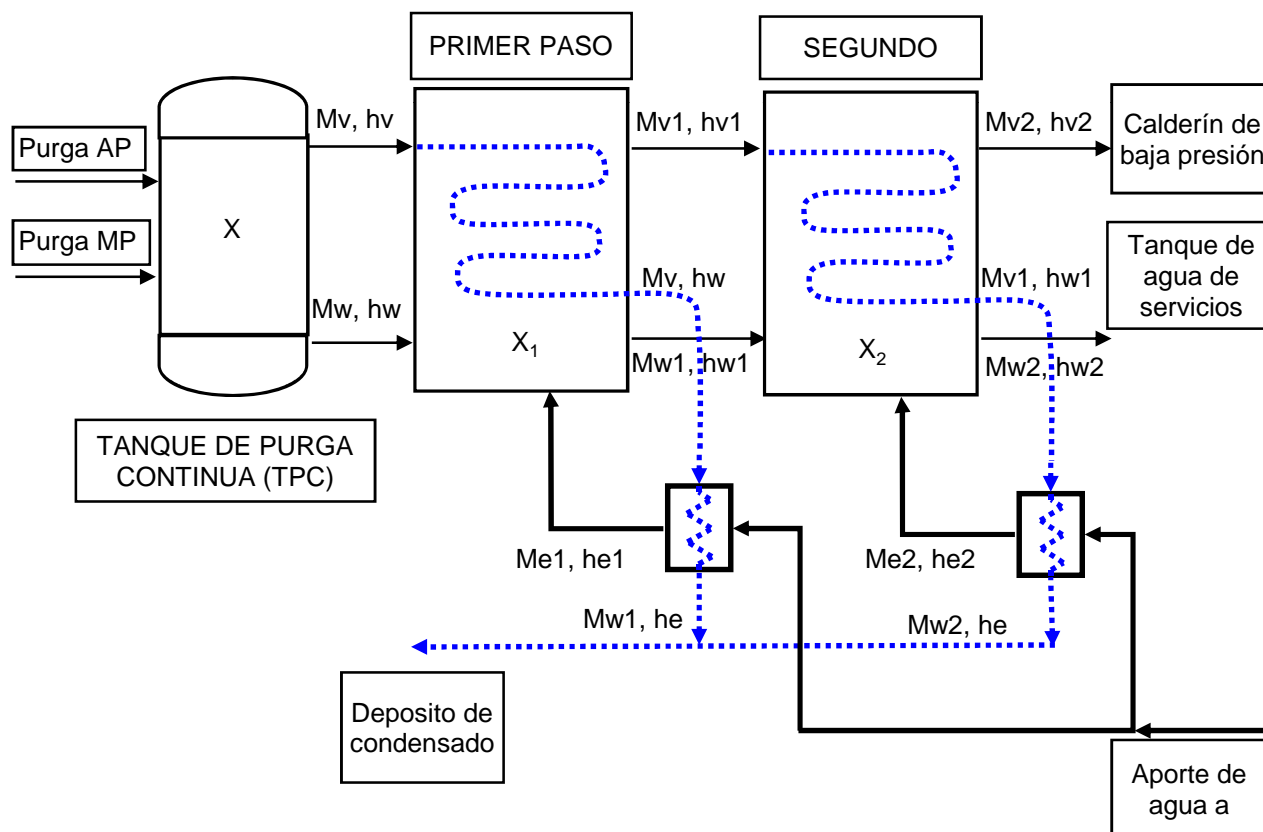 PRIMER PASO
SEGUNDO
Purga AP
Purga MP
X
Mv, hv
Mw, hw
TANQUE DE PURGA
CONTINUA (TPC)
X1
Mv1, hv1
Mv, hw
Mw1, hw1
X2
Mv2, hv2
Mv1, hw1
Mw2, hw2
Calderín de
baja presión
Tanque de
agua de
servicios
Me1, he1
Me2, he2
Mw1, he
Mw2, he
Deposito de
condensado
Aporte de
agua a